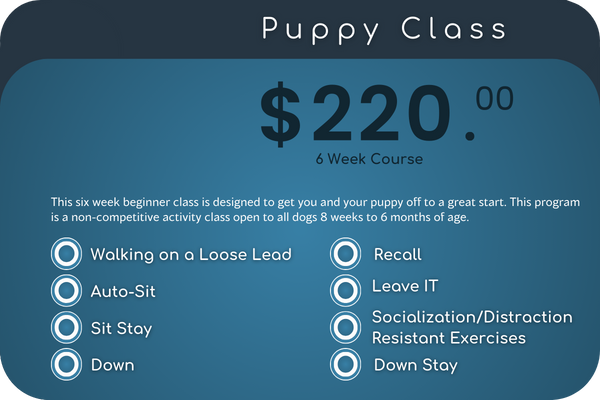 Puppy Class
$220.00
6 Week Course
This six week beginner class is designed to get you and your puppy off to a great start. This program
is a non-competitive activity class open to all dogs 8 weeks to 6 months of age.
Walking on a Loose Lead
Auto-Sit
Sit Stay
Down
Recall
Leave IT
Socialization/Distraction
Resistant Exercises
Down Stay